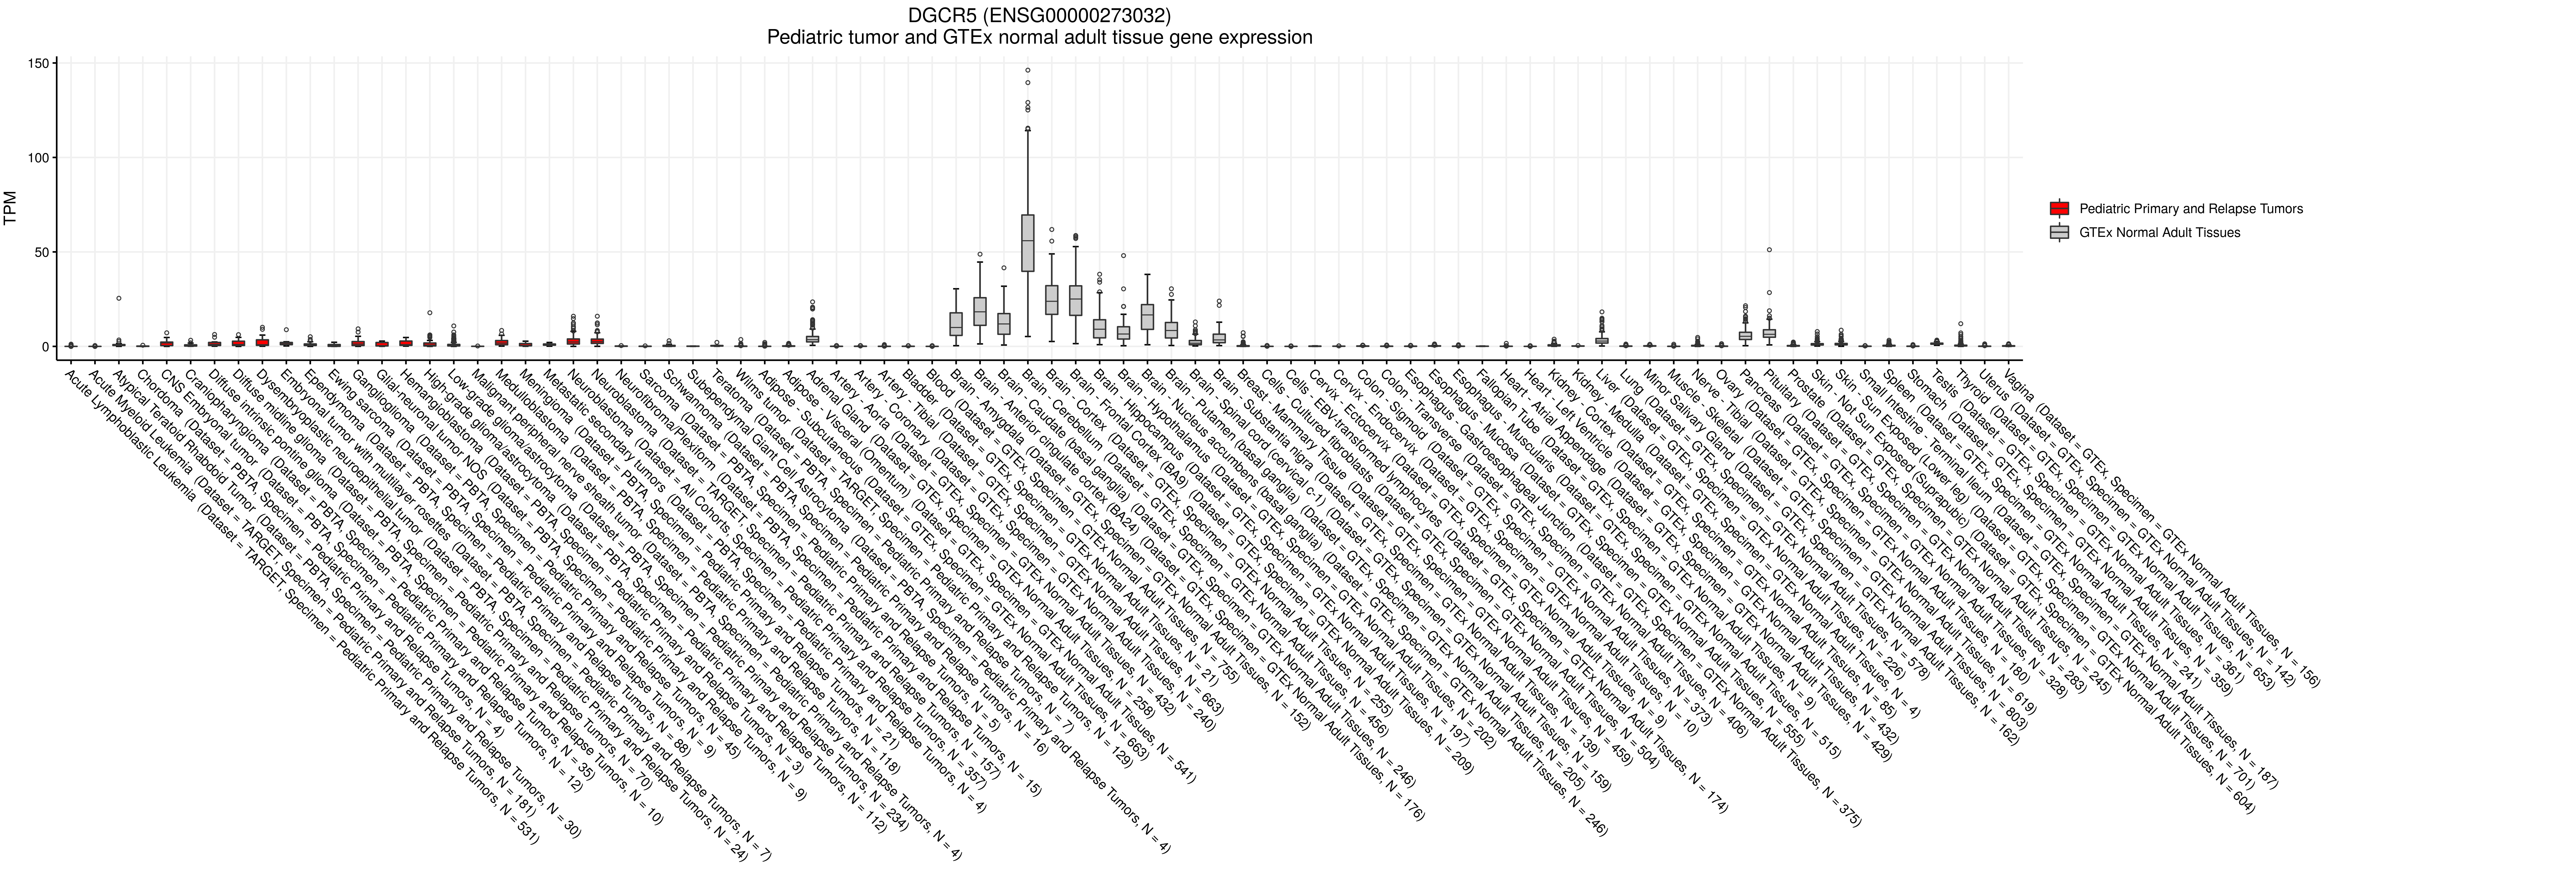 DGCR5 (ENSG00000273032)
Pediatric tumor and GTEx normal adult tissue gene expression
TPM
150
100
50
0
Acute Lymphoblastic Leukemia (Dataset = TARGET, Specimen = Pediatric Primary and Relapse Tumors, N = 531)
Acute Myeloid Leukemia (Dataset = TARGET, Specimen = Pediatric Primary and Relapse Tumors, N = 181)
Atypical Teratoid Rhabdoid Tumor (Dataset = PBTA, Specimen = Pediatric Primary and Relapse Tumors, N = 30)
Chordoma (Dataset = PBTA, Specimen = Pediatric Primary and Relapse Tumors, N = 4)
CNS Embryonal tumor (Dataset = PBTA, Specimen = Pediatric Primary and Relapse Tumors, N = 12)
Craniopharyngioma (Dataset = PBTA, Specimen = Pediatric Primary and Relapse Tumors, N = 35)
Diffuse intrinsic pontine glioma (Dataset = PBTA, Specimen = Pediatric Primary and Relapse Tumors, N = 10)
Diffuse midline glioma (Dataset = PBTA, Specimen = Pediatric Primary and Relapse Tumors, N = 70)
Dysembryoplastic neuroepithelial tumor (Dataset = PBTA, Specimen = Pediatric Primary and Relapse Tumors, N = 24)
Embryonal tumor with multilayer rosettes (Dataset = PBTA, Specimen = Pediatric Primary and Relapse Tumors, N = 7)
Ependymoma (Dataset = PBTA, Specimen = Pediatric Primary and Relapse Tumors, N = 88)
Ewing sarcoma (Dataset = PBTA, Specimen = Pediatric Primary and Relapse Tumors, N = 9)
Ganglioglioma (Dataset = PBTA, Specimen = Pediatric Primary and Relapse Tumors, N = 45)
Glial-neuronal tumor NOS (Dataset = PBTA, Specimen = Pediatric Primary and Relapse Tumors, N = 9)
Hemangioblastoma (Dataset = PBTA, Specimen = Pediatric Primary and Relapse Tumors, N = 3)
High-grade glioma/astrocytoma (Dataset = PBTA, Specimen = Pediatric Primary and Relapse Tumors, N = 112)
Low-grade glioma/astrocytoma (Dataset = PBTA, Specimen = Pediatric Primary and Relapse Tumors, N = 234)
Malignant peripheral nerve sheath tumor (Dataset = PBTA, Specimen = Pediatric Primary and Relapse Tumors, N = 4)
Medulloblastoma (Dataset = PBTA, Specimen = Pediatric Primary and Relapse Tumors, N = 118)
Meningioma (Dataset = PBTA, Specimen = Pediatric Primary and Relapse Tumors, N = 21)
Metastatic secondary tumors (Dataset = PBTA, Specimen = Pediatric Primary and Relapse Tumors, N = 4)
Neuroblastoma (Dataset = All Cohorts, Specimen = Pediatric Primary and Relapse Tumors, N = 357)
Neuroblastoma (Dataset = TARGET, Specimen = Pediatric Primary and Relapse Tumors, N = 157)
Neurofibroma/Plexiform (Dataset = PBTA, Specimen = Pediatric Primary and Relapse Tumors, N = 15)
Sarcoma (Dataset = PBTA, Specimen = Pediatric Primary and Relapse Tumors, N = 5)
Schwannoma (Dataset = PBTA, Specimen = Pediatric Primary and Relapse Tumors, N = 16)
Subependymal Giant Cell Astrocytoma (Dataset = PBTA, Specimen = Pediatric Primary and Relapse Tumors, N = 4)
Teratoma (Dataset = PBTA, Specimen = Pediatric Primary and Relapse Tumors, N = 7)
Wilms tumor (Dataset = TARGET, Specimen = Pediatric Primary and Relapse Tumors, N = 129)
Adipose - Subcutaneous (Dataset = GTEx, Specimen = GTEx Normal Adult Tissues, N = 663)
Adipose - Visceral (Omentum) (Dataset = GTEx, Specimen = GTEx Normal Adult Tissues, N = 541)
Adrenal Gland (Dataset = GTEx, Specimen = GTEx Normal Adult Tissues, N = 258)
Artery - Aorta (Dataset = GTEx, Specimen = GTEx Normal Adult Tissues, N = 432)
Artery - Coronary (Dataset = GTEx, Specimen = GTEx Normal Adult Tissues, N = 240)
Artery - Tibial (Dataset = GTEx, Specimen = GTEx Normal Adult Tissues, N = 663)
Bladder (Dataset = GTEx, Specimen = GTEx Normal Adult Tissues, N = 21)
Blood (Dataset = GTEx, Specimen = GTEx Normal Adult Tissues, N = 755)
Brain - Amygdala (Dataset = GTEx, Specimen = GTEx Normal Adult Tissues, N = 152)
Brain - Anterior cingulate cortex (BA24) (Dataset = GTEx, Specimen = GTEx Normal Adult Tissues, N = 176)
Brain - Caudate (basal ganglia) (Dataset = GTEx, Specimen = GTEx Normal Adult Tissues, N = 246)
Brain - Cerebellum (Dataset = GTEx, Specimen = GTEx Normal Adult Tissues, N = 456)
Brain - Cortex (Dataset = GTEx, Specimen = GTEx Normal Adult Tissues, N = 255)
Brain - Frontal Cortex (BA9) (Dataset = GTEx, Specimen = GTEx Normal Adult Tissues, N = 209)
Brain - Hippocampus (Dataset = GTEx, Specimen = GTEx Normal Adult Tissues, N = 197)
Brain - Hypothalamus (Dataset = GTEx, Specimen = GTEx Normal Adult Tissues, N = 202)
Brain - Nucleus accumbens (basal ganglia) (Dataset = GTEx, Specimen = GTEx Normal Adult Tissues, N = 246)
Brain - Putamen (basal ganglia) (Dataset = GTEx, Specimen = GTEx Normal Adult Tissues, N = 205)
Brain - Spinal cord (cervical c-1) (Dataset = GTEx, Specimen = GTEx Normal Adult Tissues, N = 159)
Brain - Substantia nigra (Dataset = GTEx, Specimen = GTEx Normal Adult Tissues, N = 139)
Breast - Mammary Tissue (Dataset = GTEx, Specimen = GTEx Normal Adult Tissues, N = 459)
Cells - Cultured fibroblasts (Dataset = GTEx, Specimen = GTEx Normal Adult Tissues, N = 504)
Cells - EBV-transformed lymphocytes (Dataset = GTEx, Specimen = GTEx Normal Adult Tissues, N = 174)
Cervix - Ectocervix (Dataset = GTEx, Specimen = GTEx Normal Adult Tissues, N = 9)
Cervix - Endocervix (Dataset = GTEx, Specimen = GTEx Normal Adult Tissues, N = 10)
Colon - Sigmoid (Dataset = GTEx, Specimen = GTEx Normal Adult Tissues, N = 373)
Colon - Transverse (Dataset = GTEx, Specimen = GTEx Normal Adult Tissues, N = 406)
Esophagus - Gastroesophageal Junction (Dataset = GTEx, Specimen = GTEx Normal Adult Tissues, N = 375)
Esophagus - Mucosa (Dataset = GTEx, Specimen = GTEx Normal Adult Tissues, N = 555)
Esophagus - Muscularis (Dataset = GTEx, Specimen = GTEx Normal Adult Tissues, N = 515)
Fallopian Tube (Dataset = GTEx, Specimen = GTEx Normal Adult Tissues, N = 9)
Heart - Atrial Appendage (Dataset = GTEx, Specimen = GTEx Normal Adult Tissues, N = 429)
Heart - Left Ventricle (Dataset = GTEx, Specimen = GTEx Normal Adult Tissues, N = 432)
Kidney - Cortex (Dataset = GTEx, Specimen = GTEx Normal Adult Tissues, N = 85)
Kidney - Medulla (Dataset = GTEx, Specimen = GTEx Normal Adult Tissues, N = 4)
Liver (Dataset = GTEx, Specimen = GTEx Normal Adult Tissues, N = 226)
Lung (Dataset = GTEx, Specimen = GTEx Normal Adult Tissues, N = 578)
Minor Salivary Gland (Dataset = GTEx, Specimen = GTEx Normal Adult Tissues, N = 162)
Muscle - Skeletal (Dataset = GTEx, Specimen = GTEx Normal Adult Tissues, N = 803)
Nerve - Tibial (Dataset = GTEx, Specimen = GTEx Normal Adult Tissues, N = 619)
Ovary (Dataset = GTEx, Specimen = GTEx Normal Adult Tissues, N = 180)
Pancreas (Dataset = GTEx, Specimen = GTEx Normal Adult Tissues, N = 328)
Pituitary (Dataset = GTEx, Specimen = GTEx Normal Adult Tissues, N = 283)
Prostate (Dataset = GTEx, Specimen = GTEx Normal Adult Tissues, N = 245)
Skin - Not Sun Exposed (Suprapubic) (Dataset = GTEx, Specimen = GTEx Normal Adult Tissues, N = 604)
Skin - Sun Exposed (Lower leg) (Dataset = GTEx, Specimen = GTEx Normal Adult Tissues, N = 701)
Small Intestine - Terminal Ileum (Dataset = GTEx, Specimen = GTEx Normal Adult Tissues, N = 187)
Spleen (Dataset = GTEx, Specimen = GTEx Normal Adult Tissues, N = 241)
Stomach (Dataset = GTEx, Specimen = GTEx Normal Adult Tissues, N = 359)
Testis (Dataset = GTEx, Specimen = GTEx Normal Adult Tissues, N = 361)
Thyroid (Dataset = GTEx, Specimen = GTEx Normal Adult Tissues, N = 653)
Uterus (Dataset = GTEx, Specimen = GTEx Normal Adult Tissues, N = 142)
Vagina (Dataset = GTEx, Specimen = GTEx Normal Adult Tissues, N = 156)
Pediatric Primary and Relapse Tumors
GTEx Normal Adult Tissues